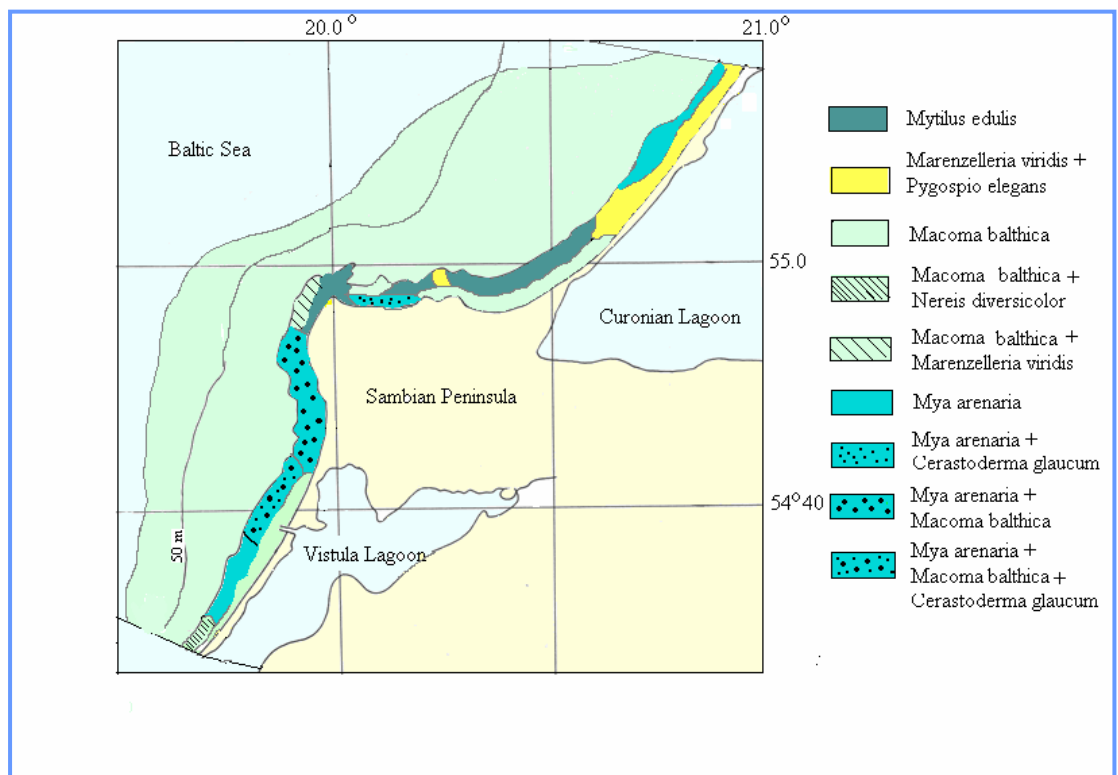 20.0 °
21.0°
Baltic Sea
55.0
Curonian Lagoon
Sambian Peninsula
54°40
50 m
Vistula Lagoon
Mytilus edulis
Marenzelleria viridis +
Pygospio elegans
Macoma balthica
Macoma balthica +
Nereis diversicolor
Macoma balthica +
Marenzelleria viridis
Mya arenaria
Mya arenaria +
Cerastoderma glaucum
Mya arenaria +
Macoma balthica
Mya arenaria +
Macoma balthica +
Cerastoderma glaucum